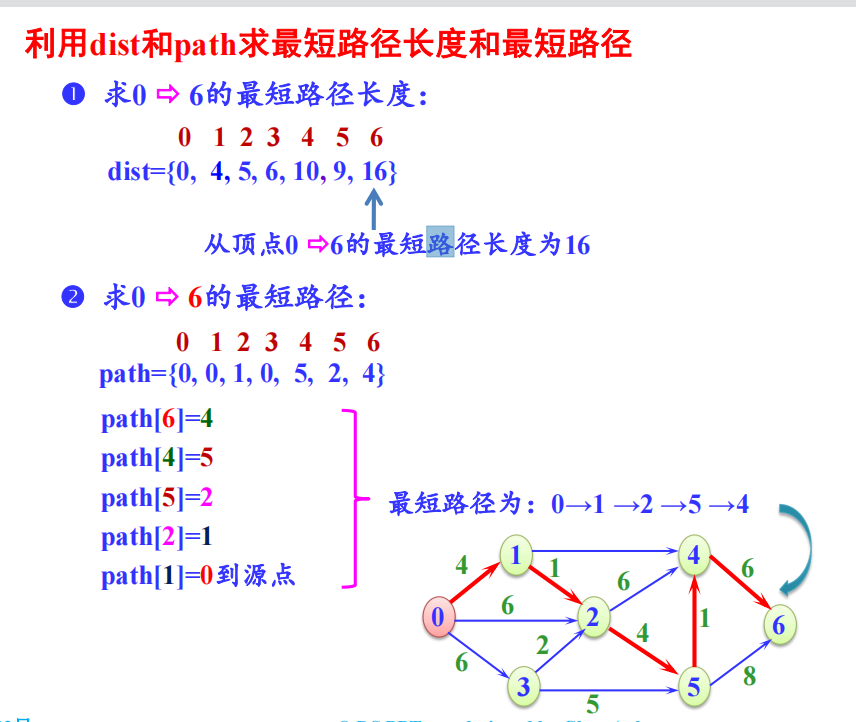 利用dist和path求最短路径长度和最短路径
❶ 求0 ⇨ 6的最短路径长度：
0 1 2 3 4 5 6
dist={0, 4, 5, 6, 10, 9, 16}
从顶点0 ⇨6的最短路径长度为16
❷ 求0 ⇨ 6的最短路径：
0 1 2 3 4 5 6
path={0, 0, 1, 0, 5, 2, 4}
path[6]=4
path[4]=5
path[5]=2
path[2]=1
path[1]=0到源点
最短路径为：0→1 →2 →5 →4
1 4
4 1 6 6
0 6 2 1 6
6 2 4
3 5 8
5